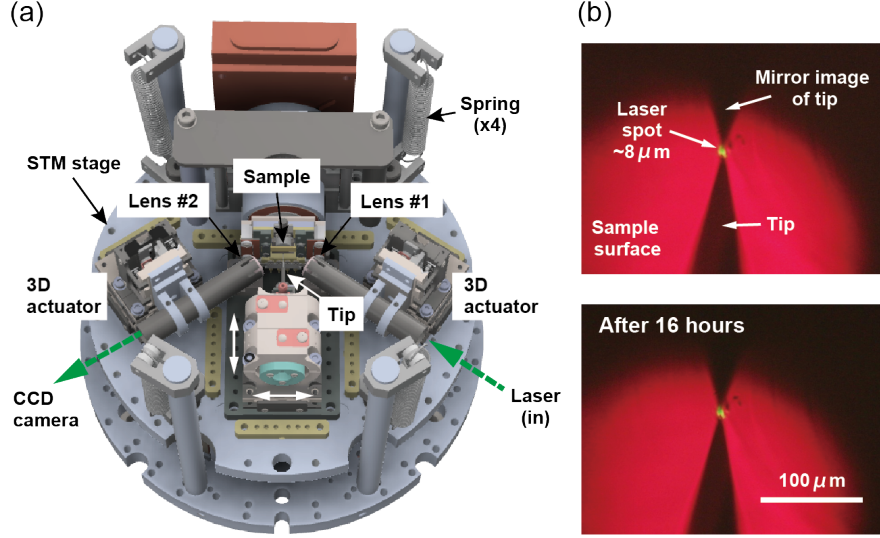 (a)
Spring
(x4)
STM stage
Sample
Lens #2
Lens #1
3D
actuator
3D
actuator
Tip
CCD
camera
Laser
(in)
(b)
Mirror image
of tip
Laser
spot
~8 μm
Sample
surface
Tip
After 16 hours
100 μm